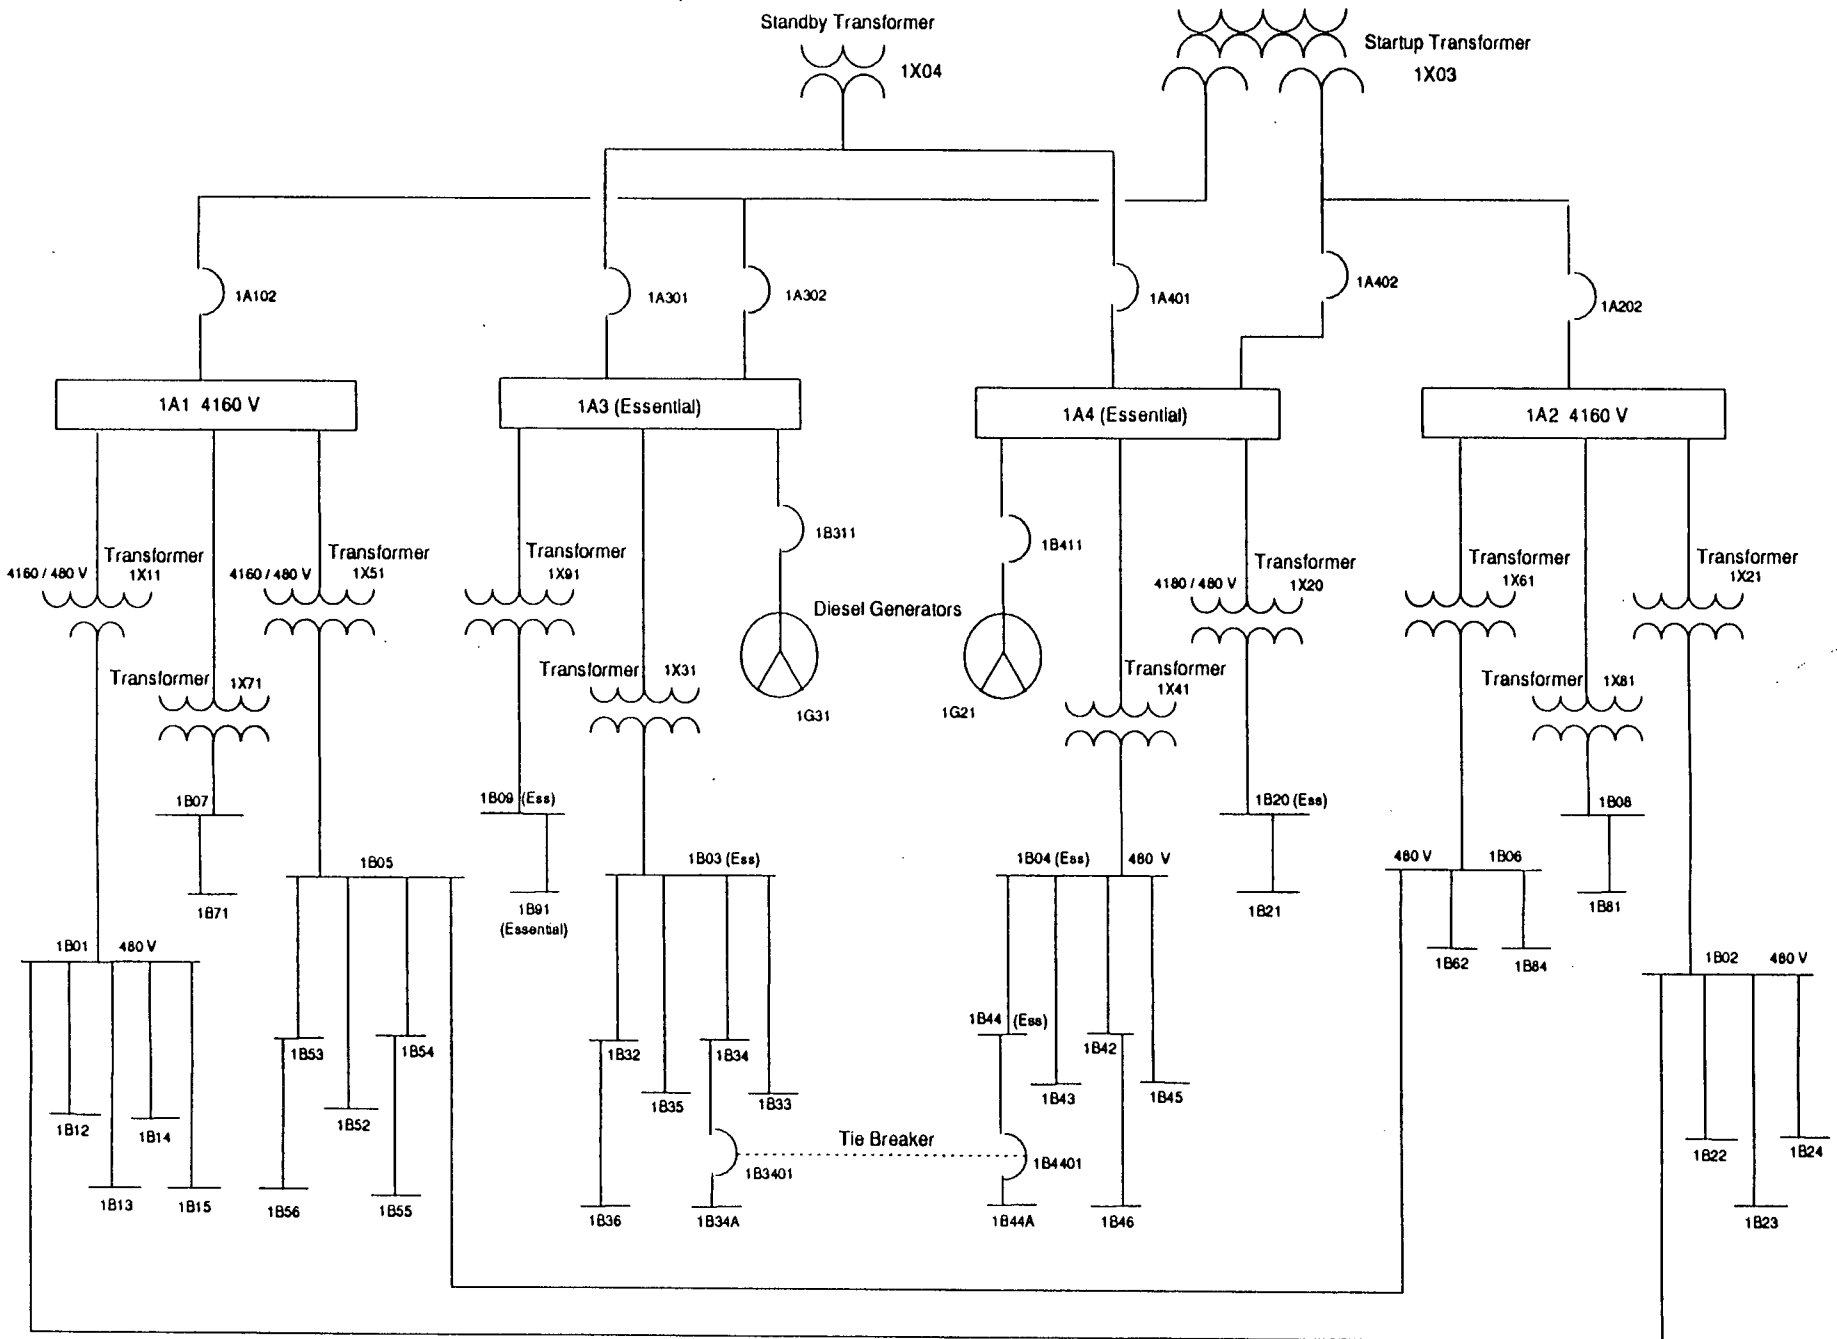 Standby Transformer
1X04
Startup Transformer
1X03
1A102
1A301
1A302
1A401
1A402
1A202
1A1 4160 V
1A3 (Essential)
1A4 (Essential)
1A2 4160 V
1B311
1B411
Transformer
1X11
4160 / 480 V
Transformer
1X51
4160 / 480 V
Transformer
1X91
Diesel Generators
4180 / 480 V
Transformer
1X20
Transformer
1X61
Transformer
1X21
Transformer 1X71
Transformer 1X31
1G31
1G21
Transformer
1X41
Transformer 1X81
1B07
1B09 (Ess)
1B20 (Ess)
1B08
1B05
1B03 (Ess)
1B04 (Ess) 480 V
480 V 1B06
1B71
1B91
(Essential)
1B21
1B81
1B01 480 V
1B62
1B84
1B02 480 V
1B53
1B54
1B32
1B34
1B44 (Ess)
1B42
1B12
1B14
1B52
1B35
1B33
1B43
1B45
Tie Breaker
1B3401
1B4401
1B22
1B24
1B13
1B15
1B56
1B55
1B36
1B34A
1B44A
1B46
1B23